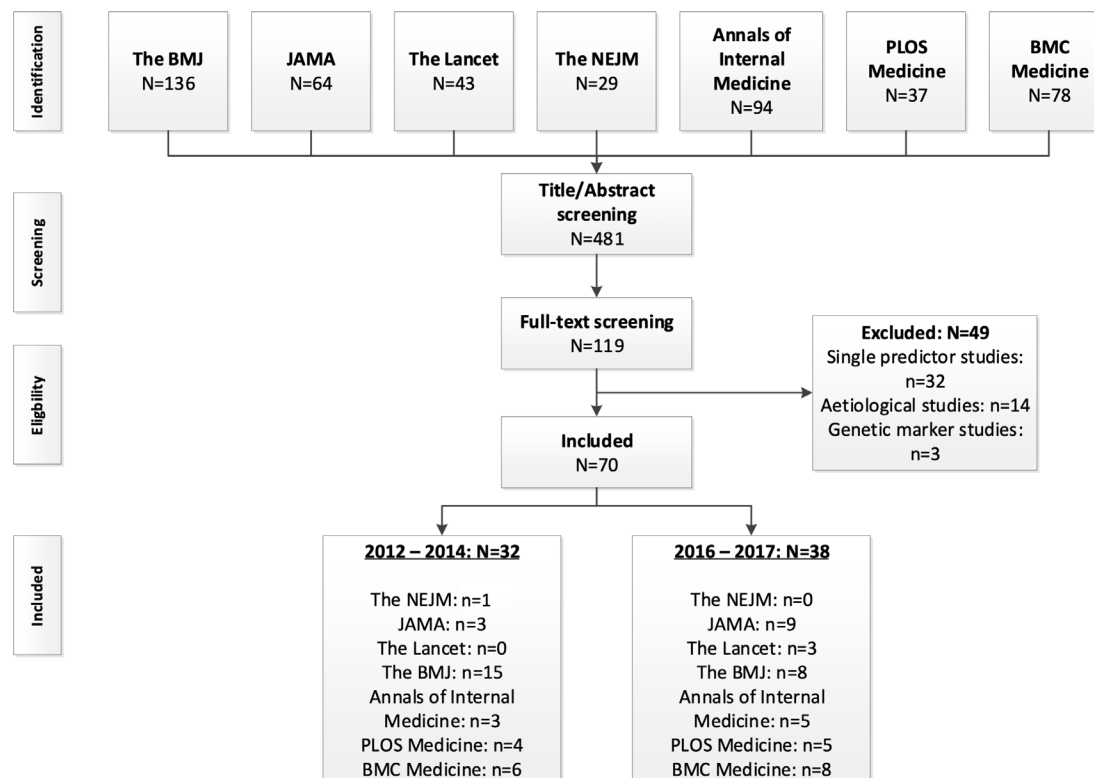 Identification
The BMJ
N=136
JAMA
N=64
The Lancet
N=43
The NEJM
N=29
Annals of
Internal
Medicine
N=94
PLOS
Medicine
N=37
BMC
Medicine
N=78
Screening
Title/Abstract
screening
N=481
Full-text screening
N=119
Eligbility
Excluded: N=49
Single predictor studies:
n=32
Aetiological studies: n=14
Genetic marker studies:
n=3
Included
N=70
Included
2012 – 2014: N=32
The NEJM: n=1
JAMA: n=3
The Lancet: n=0
The BMJ: n=15
Annals of Internal
Medicine: n=3
PLOS Medicine: n=4
BMC Medicine: n=6
2016 – 2017: N=38
The NEJM: n=0
JAMA: n=9
The Lancet: n=3
The BMJ: n=8
Annals of Internal
Medicine: n=5
PLOS Medicine: n=5
BMC Medicine: n=8